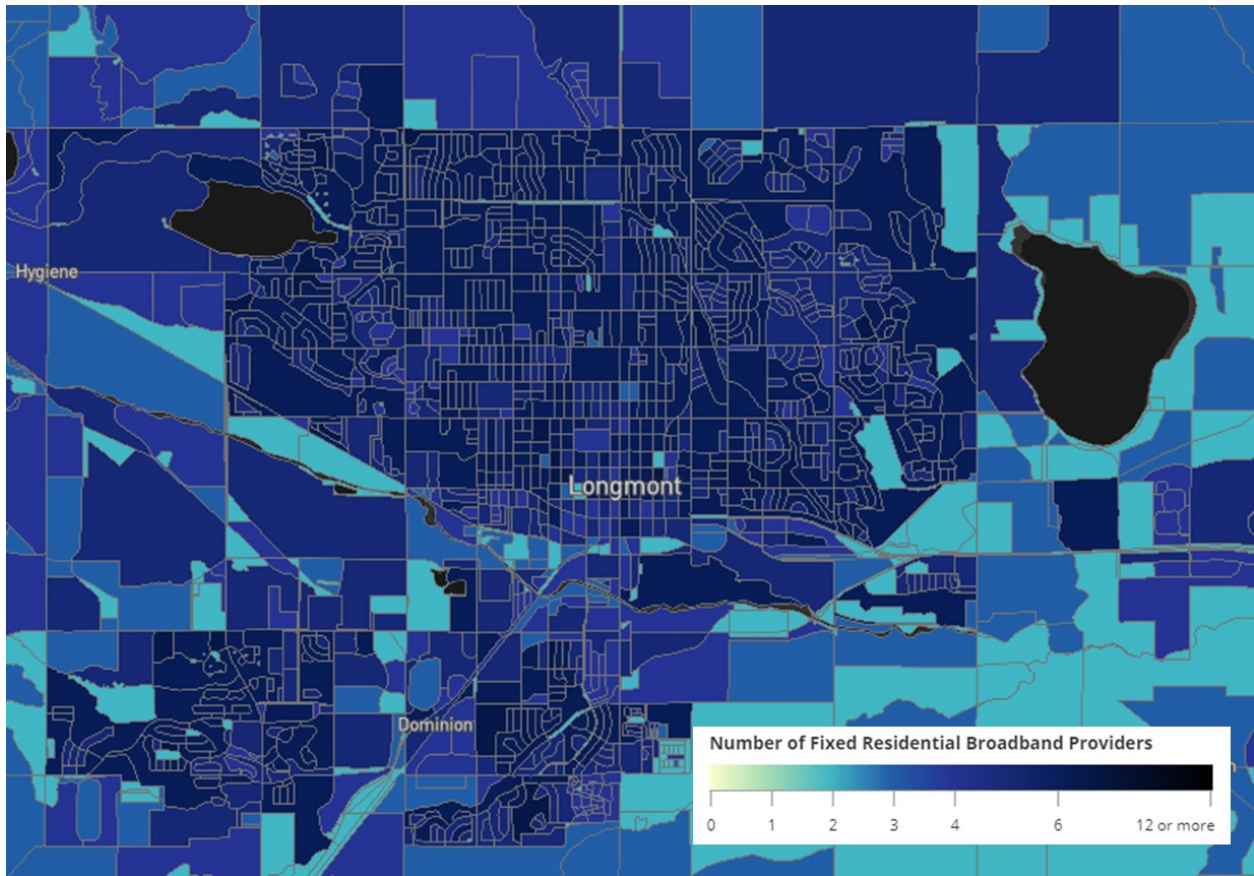 Hygiene
Longmont
Dominion
Number of Fixed Residential Broadband Providers
0 1 2 3 4 6 12 or more